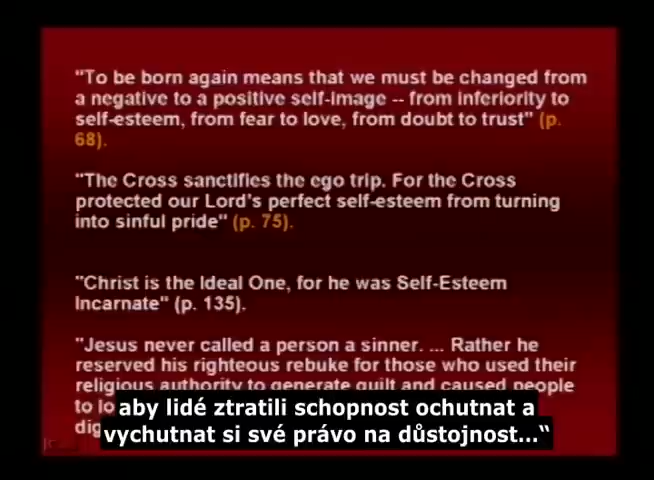 "To be born again means that we must be changed from
a negative to a positive self-image -- from inferiority to
self-esteem, from fear to love, from doubt to trust" (p.
68).
"The Cross sanctifies the ego trip. For the Cross
protected our Lord's perfect self-esteem from turning
into sinful pride" (p. 75).
"Christ is the Ideal One, for he was Self-Esteem
Incarnate" (p. 135).
"Jesus never called a person a sinner. ... Rather he
reserved his righteous rebuke for those who used their
religious authority to generate guilt and caused people
to
aby lidé ztratili schopnost ochutnat a
vychutnat si své právo na důstojnost...“